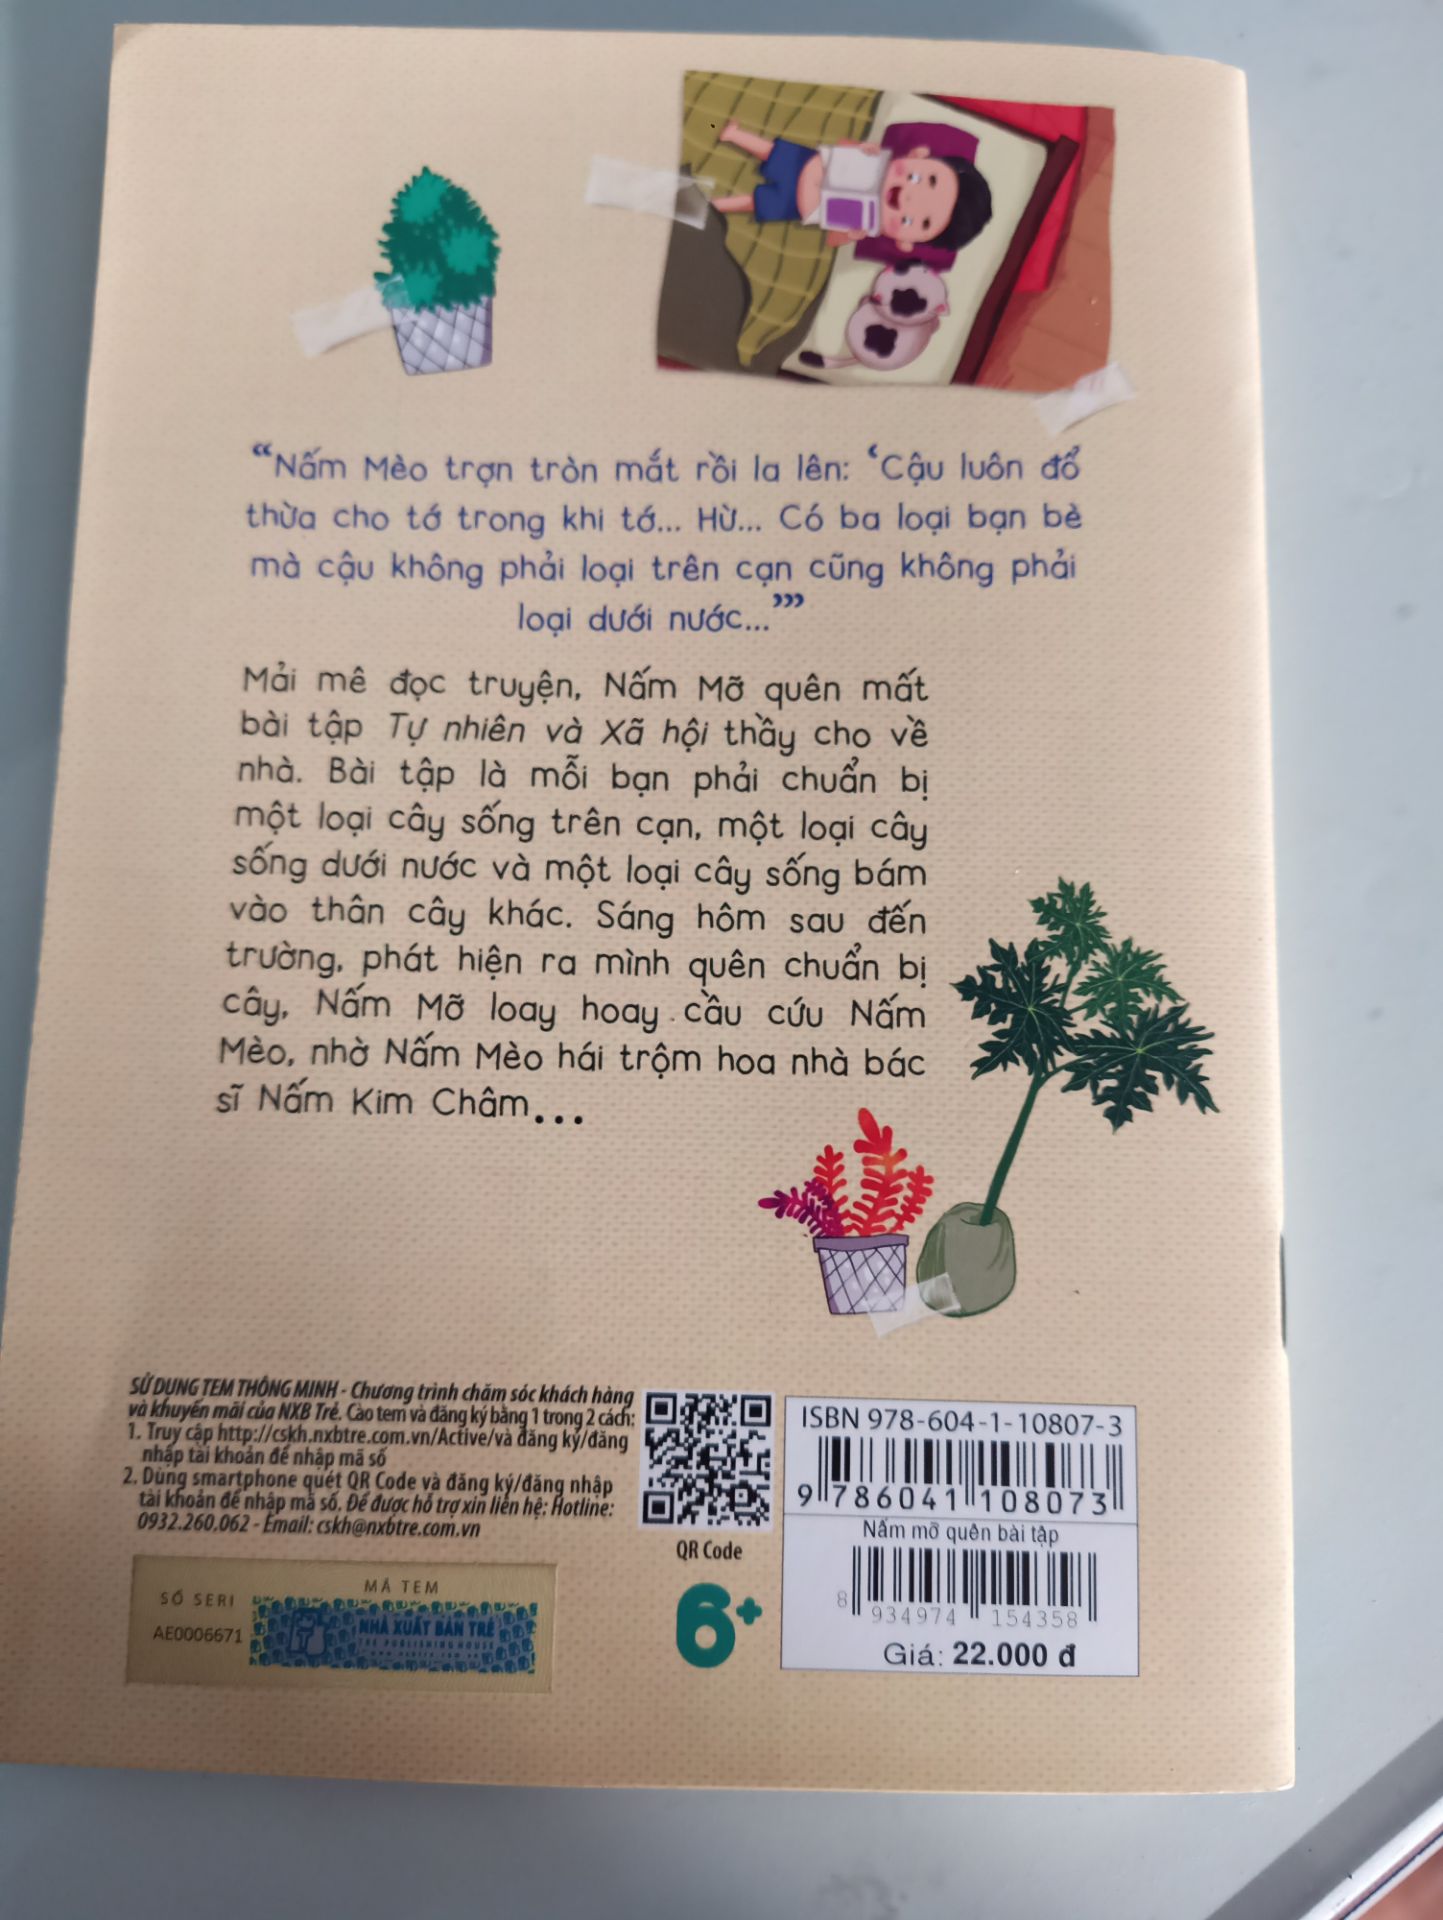 “Nấm Mèo trợn tròn mắt rồi la lên: ‘Cậu luôn đổ
thừa cho tớ trong khi tớ... Hừ... Có ba loại bạn bè
mà cậu không phải loại trên cạn cũng không phải
loại dưới nước...’”
Mải mê đọc truyện, Nấm Mỡ quên mất
bài tập Tự nhiên và Xã hội thầy cho về
nhà. Bài tập là mỗi bạn phải chuẩn bị
một loại cây sống trên cạn, một loại cây
sống dưới nước và một loại cây sống bám
vào thân cây khác. Sáng hôm sau đến
trường, phát hiện ra mình quên chuẩn bị
cây, Nấm Mỡ loay hoay cầu cứu Nấm
Mèo, nhờ Nấm Mèo hái trộm hoa nhà bác
sĩ Nấm Kim Châm...
SỬ DỤNG TEM THÔNG MINH - Chương trình chăm sóc khách hàng
và khuyến mãi của NXB Trẻ. Cào tem và đăng ký bằng 1 trong 2 cách:
1. Truy cập http://cskh.nxbtre.com.vn/Active/và đăng ký/đăng
nhập tài khoản để nhập mã số
2. Dùng smartphone quét QR Code và đăng ký/đăng nhập
tài khoản để nhập mã số. Để được hỗ trợ xin liên hệ: Hotline:
0932.260.062 - Email: cskh@nxbtre.com.vn
QR Code
6+
SỐ SERI
AE0006671
MÃ TEM
NHÀ XUẤT BẢN TRẺ
TRE PUBLISHING HOUSE
ISBN 978-604-1-10807-3
9 786041 108073
Nấm mỡ quên bài tập
8 934974 154358
Giá: 22.000 đ